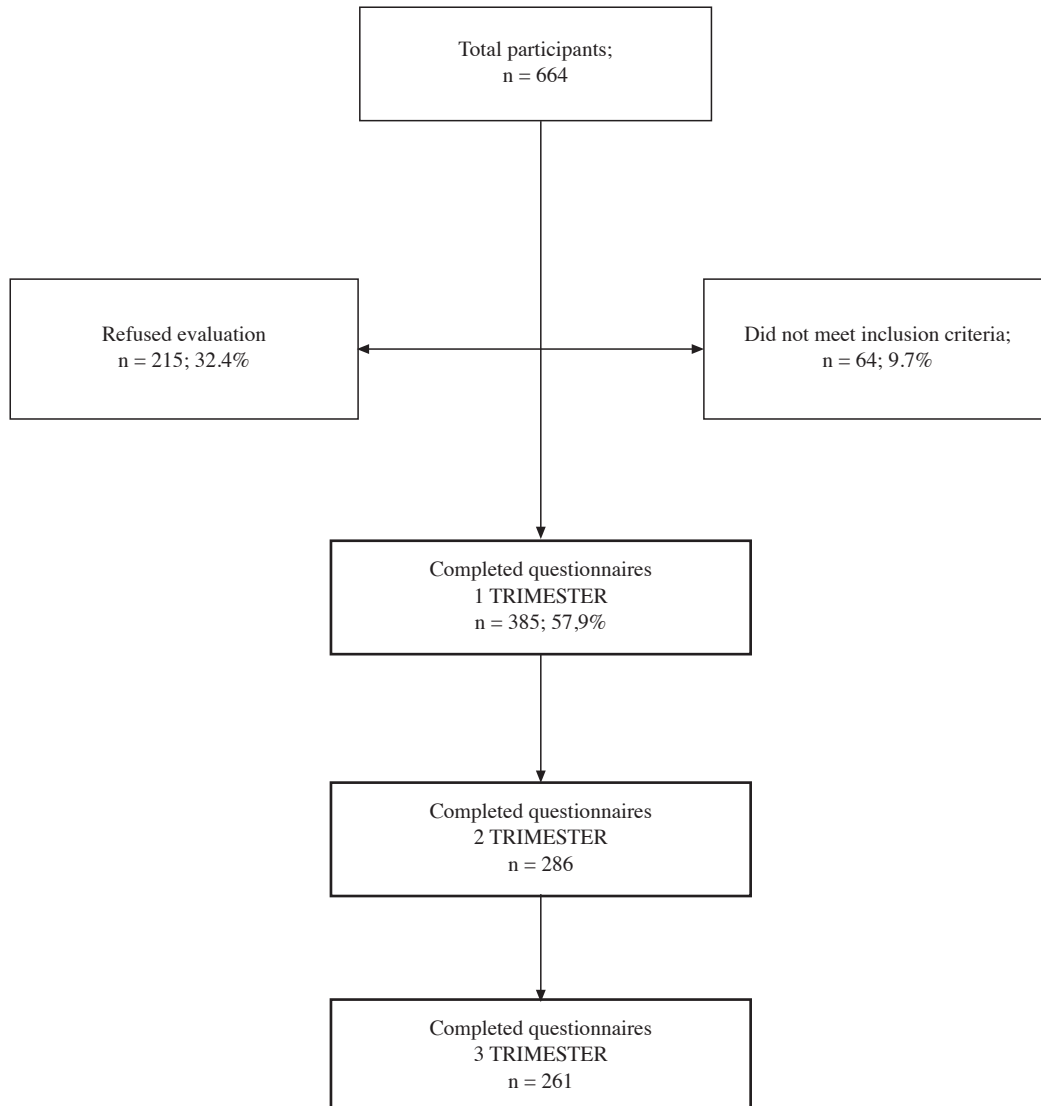 Total participants;
n = 664
Refused evaluation
n = 215; 32.4%
Did not meet inclusion criteria;
n = 64; 9.7%
Completed questionnaires
1 TRIMESTER
n = 385; 57,9%
Completed questionnaires
2 TRIMESTER
n = 286
Completed questionnaires
3 TRIMESTER
n = 261